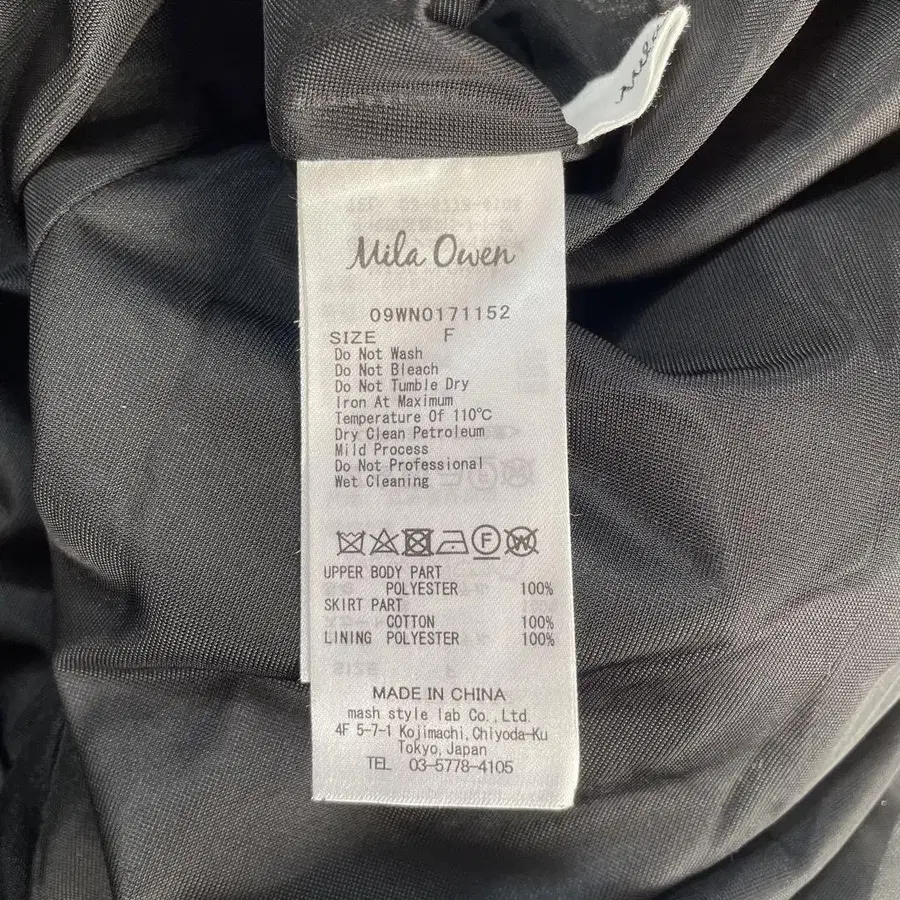 Mila
Mila Owen
09WN0171152
SIZE F
Do Not Wash
Do Not Bleach
Do Not Tumble Dry
Iron At Maximum
Temperature Of 110℃
Dry Clean Petroleum
Mild Process
Do Not Professional
Wet Cleaning
F W
UPPER BODY PART
POLYESTER 100%
SKIRT PART
COTTON 100%
LINING POLYESTER 100%
MADE IN CHINA
mash style lab Co.,Ltd.
4F 5-7-1 Kojimachi,Chiyoda-Ku
Tokyo,Japan
TEL 03-5778-4105